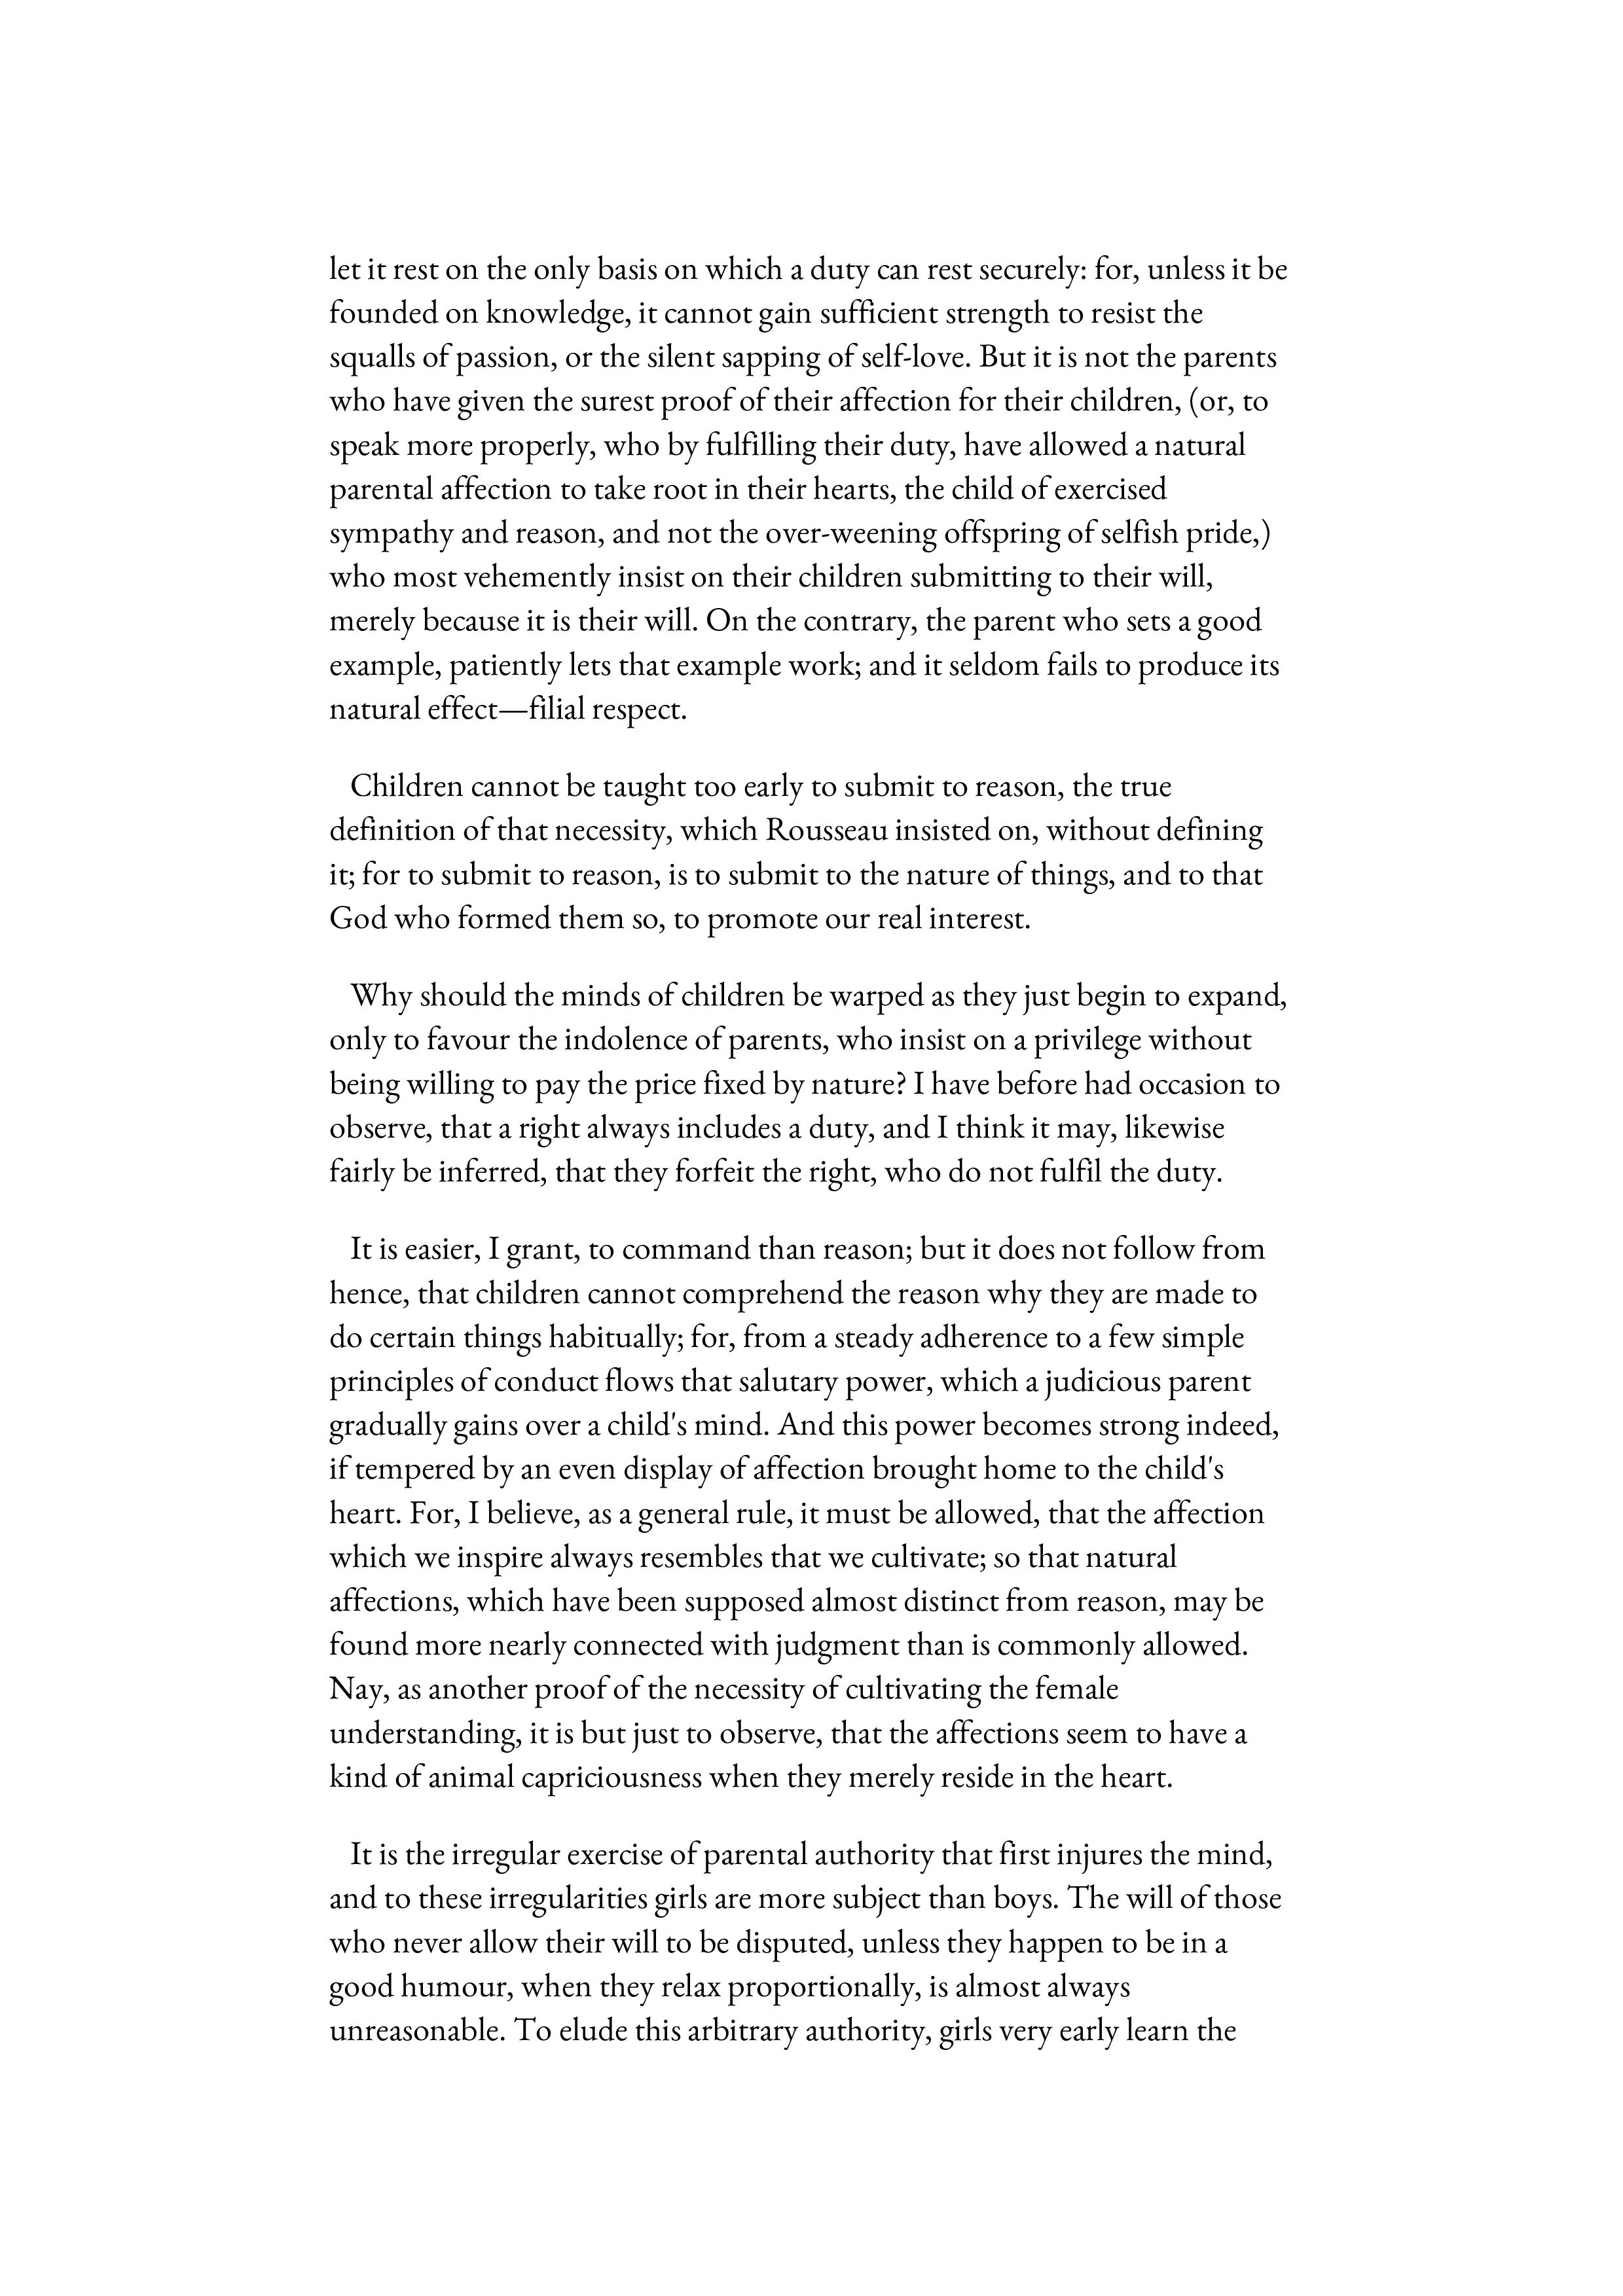 let it rest on the only basis on which a duty can rest securely: for, unless it be
founded on knowledge, it cannot gain sufficient strength to resist the
squalls of passion, or the silent sapping of self-love. But it is not the parents
who have given the surest proof of their affection for their children, (or, to
speak more properly, who by fulfilling their duty, have allowed a natural
parental affection to take root in their hearts, the child of exercised
sympathy and reason, and not the over-weening offspring of selfish pride,)
who most vehemently insist on their children submitting to their will,
merely because it is their will. On the contrary, the parent who sets a good
example, patiently lets that example work; and it seldom fails to produce its
natural effect—filial respect.
Children cannot be taught too early to submit to reason, the true
definition of that necessity, which Rousseau insisted on, without defining
it; for to submit to reason, is to submit to the nature of things, and to that
God who formed them so, to promote our real interest.
Why should the minds of children be warped as they just begin to expand,
only to favour the indolence of parents, who insist on a privilege without
being willing to pay the price fixed by nature? I have before had occasion to
observe, that a right always includes a duty, and I think it may, likewise
fairly be inferred, that they forfeit the right, who do not fulfil the duty.
It is easier, I grant, to command than reason; but it does not follow from
hence, that children cannot comprehend the reason why they are made to
do certain things habitually; for, from a steady adherence to a few simple
principles of conduct flows that salutary power, which a judicious parent
gradually gains over a child's mind. And this power becomes strong indeed,
if tempered by an even display of affection brought home to the child's
heart. For, I believe, as a general rule, it must be allowed, that the affection
which we inspire always resembles that we cultivate; so that natural
affections, which have been supposed almost distinct from reason, may be
found more nearly connected with judgment than is commonly allowed.
Nay, as another proof of the necessity of cultivating the female
understanding, it is but just to observe, that the affections seem to have a
kind of animal capriciousness when they merely reside in the heart.
It is the irregular exercise of parental authority that first injures the mind,
and to these irregularities girls are more subject than boys. The will of those
who never allow their will to be disputed, unless they happen to be in a
good humour, when they relax proportionally, is almost always
unreasonable. To elude this arbitrary authority, girls very early learn the